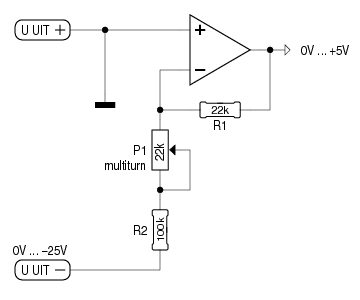 U UIT +
+
−
0V ... +5V
22k
R1
P1
22k
multiturn
R2
100k
0V ... −25V
U UIT −